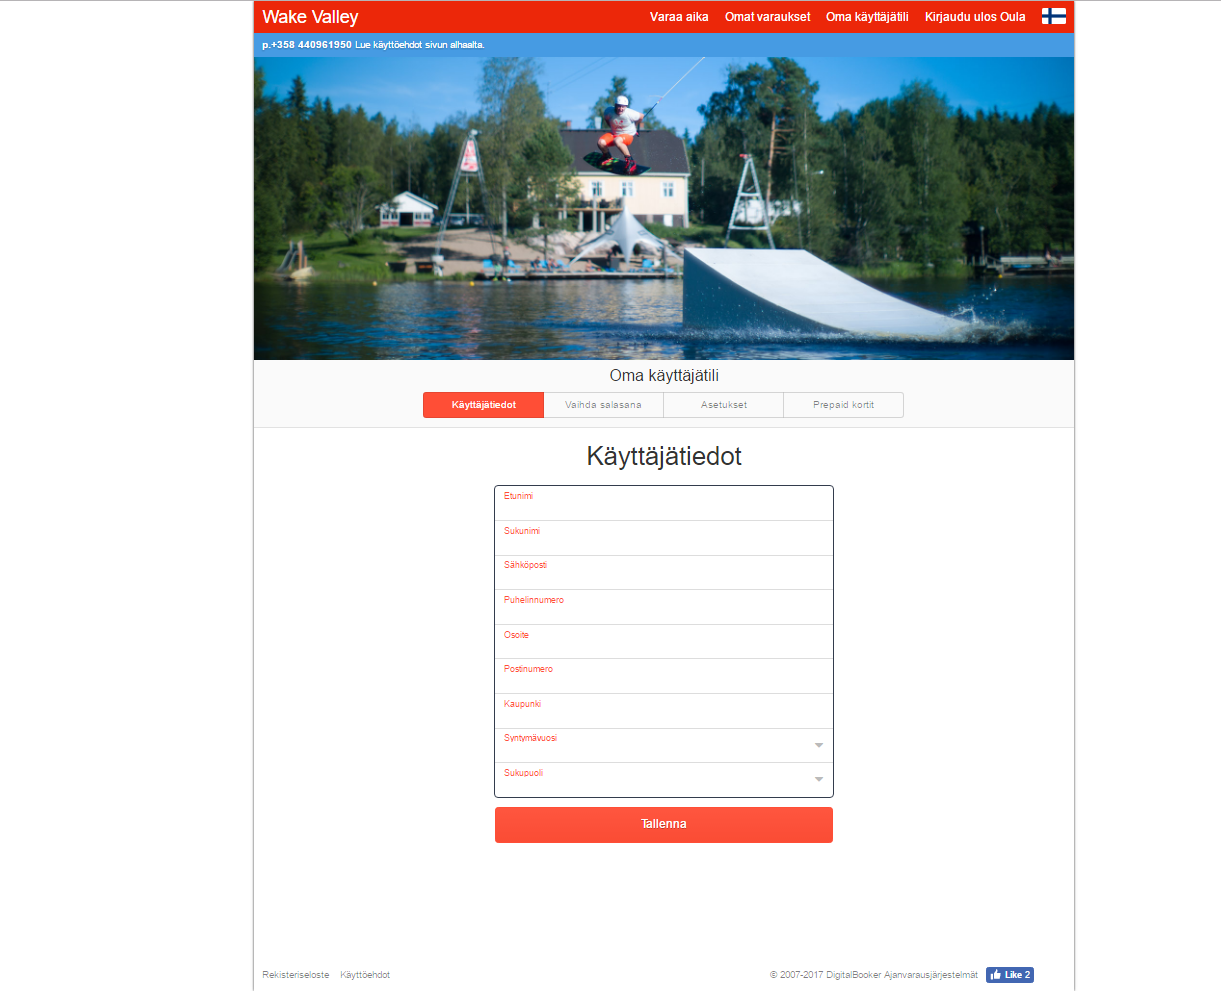 Wake Valley Varaa aika Omat varaukset Oma käyttäjätili Kirjaudu ulos Oula
p.+358 440961950 Lue käyttöehdot sivun alhaalta.
Oma käyttäjätili
Käyttäjätiedot Vaihda salasana Asetukset Prepaid kortit
Käyttäjätiedot
Etunimi
Sukunimi
Sähköposti
Puhelinnumero
Osoite
Postinumero
Kaupunki
Syntymävuosi
Sukupuoli
Tallenna
Rekisteriseloste Käyttöehdot © 2007-2017 DigitalBooker Ajanvarausjärjestelmät Like 2